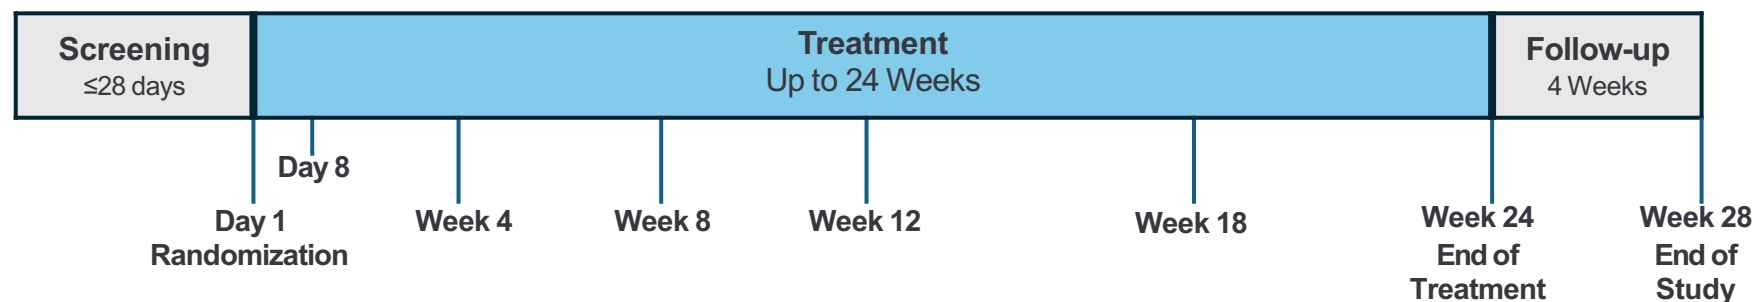 Screening
≤28 days
Treatment
Up to 24 Weeks
Follow-up
4 Weeks
Day 8
Day 1
Randomization
Week 4
Week 8
Week 12
Week 18
Week 24
End of
Treatment
Week 28
End of
Study